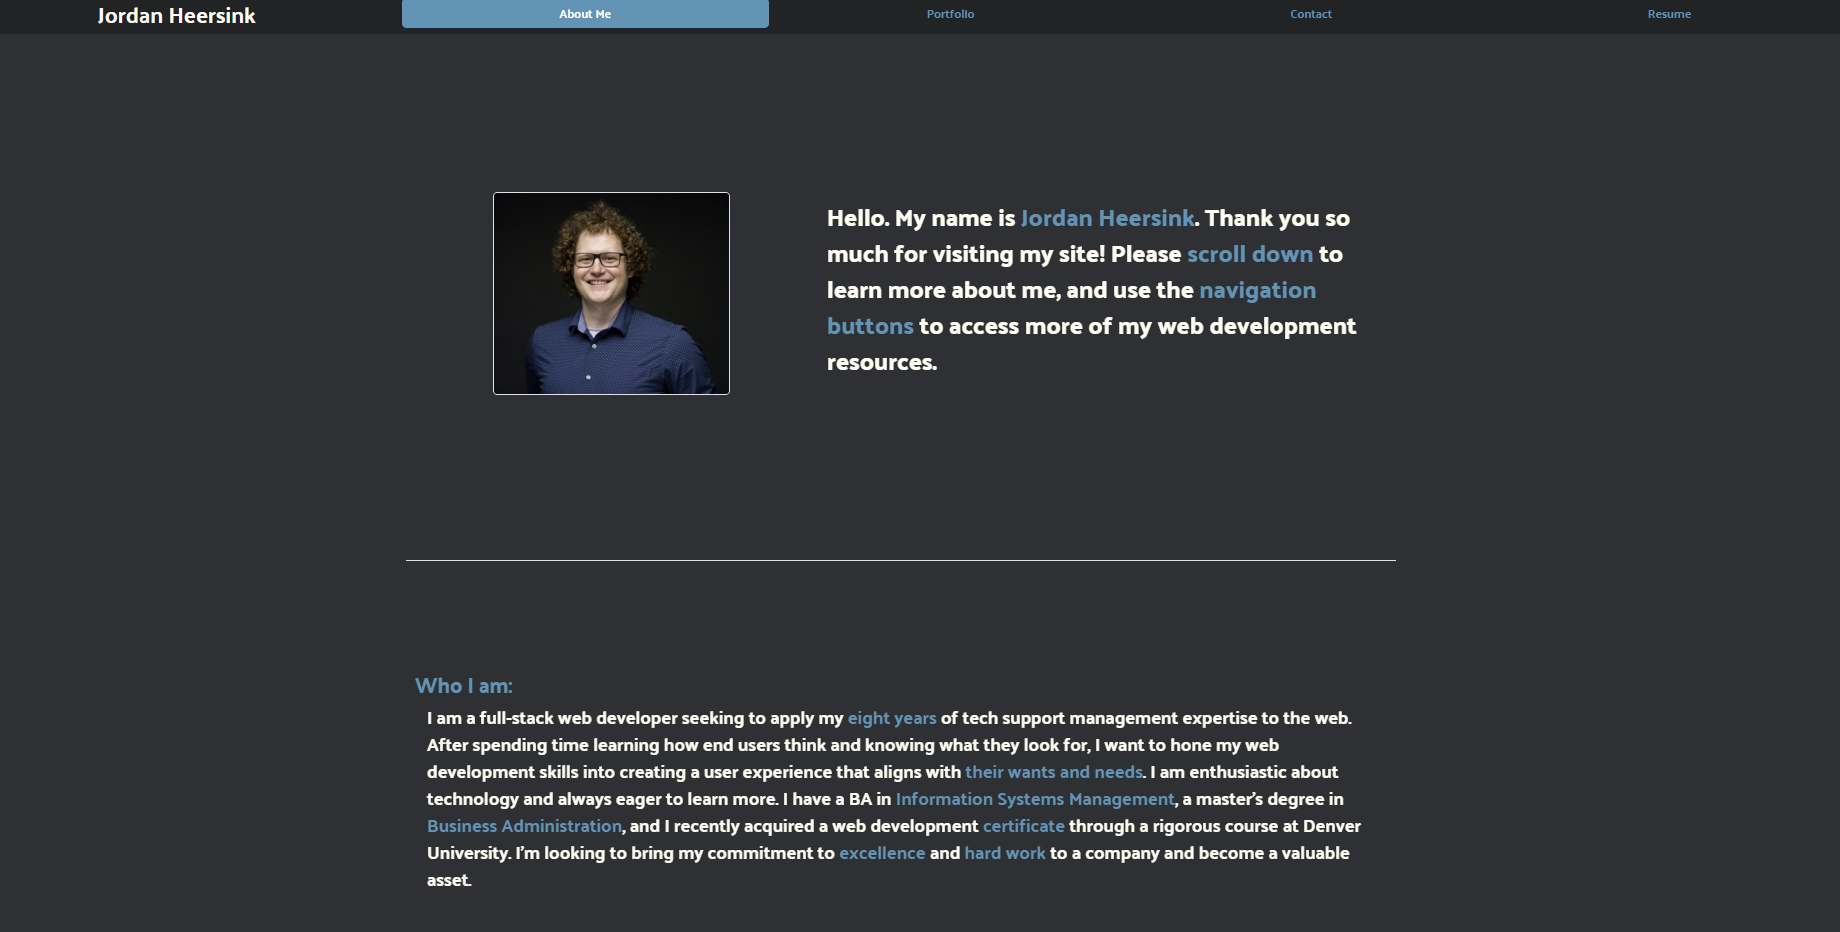 Jordan Heersink
About Me
Portfolio
Contact
Resume
Hello. My name is Jordan Heersink. Thank you so
much for visiting my site! Please scroll down to
learn more about me, and use the navigation
buttons to access more of my web development
resources.
Who I am:
I am a full-stack web developer seeking to apply my eight years of tech support management expertise to the web.
After spending time learning how end users think and knowing what they look for, I want to hone my web
development skills into creating a user experience that aligns with their wants and needs. I am enthusiastic about
technology and always eager to learn more. I have a BA in Information Systems Management, a master's degree in
Business Administration, and I recently acquired a web development certificate through a rigorous course at Denver
University. I'm looking to bring my commitment to excellence and hard work to a company and become a valuable
asset.